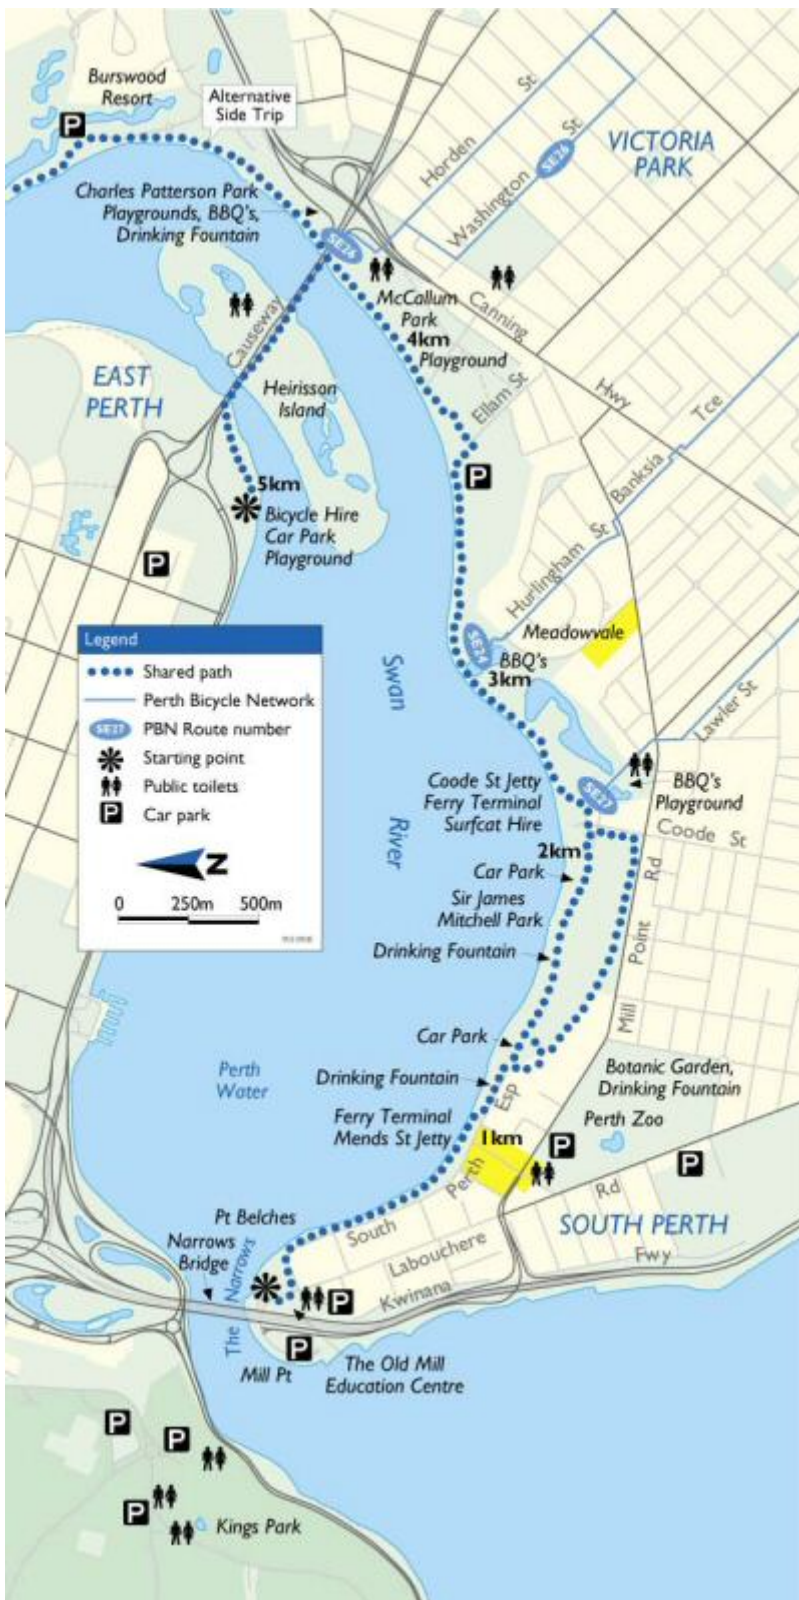 Burswood
Resort
P
Alternative
Side Trip
Horden
St
St
SE26
Washington
VICTORIA
PARK
Charles Patterson Park
Playgrounds, BBQ's,
Drinking Fountain
SE26
McCallum
Park
4km
Playground
Canning
Causeway
EAST
PERTH
Heirisson
Island
Ellam St
Hwy
Tce
Banksia
5km
Bicycle Hire
Car Park
Playground
P
P
St
Hurlingham
Meadowvale
SE24
BBQ's
3km
Legend
Shared path
Perth Bicycle Network
SE27
PBN Route number
Starting point
Public toilets
P
Car park
N
0 250m 500m
Swan
River
Lawler St
BBQ's
Playground
SE27
Coode St Jetty
Ferry Terminal
Surfcat Hire
Coode St
2km
Car Park
Sir James
Mitchell Park
Drinking Fountain
Rd
Point
Mill
Car Park
Perth
Water
Drinking Fountain
Esp
Botanic Garden,
Drinking Fountain
Perth Zoo
Ferry Terminal
Mends St Jetty
1km
P
P
Perth
Rd
SOUTH PERTH
Pt Belches
South
Labouchere
Fwy
Narrows
Bridge
The Narrows
Kwinana
P
P
Mill Pt
The Old Mill
Education Centre
P
P
P
Kings Park